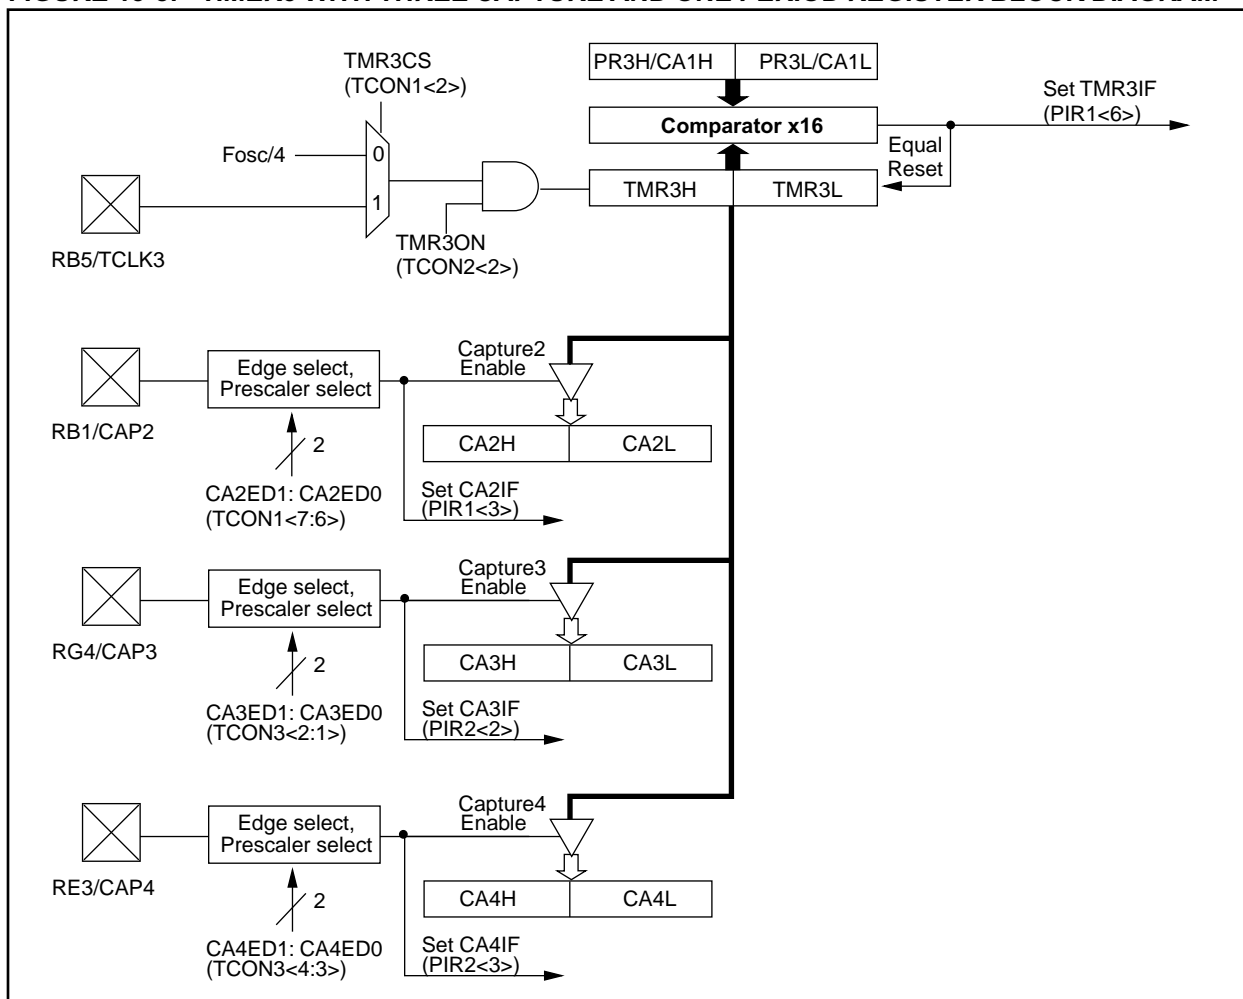 TMR3CS
(TCON1<2>)
PR3H/CA1H PR3L/CA1L
Set TMR3IF
(PIR1<6>)
Comparator x16
Fosc/4
0
Equal
Reset
1
TMR3H TMR3L
RB5/TCLK3
TMR3ON
(TCON2<2>)
Capture2
Enable
Edge select,
Prescaler select
RB1/CAP2
2
CA2H CA2L
CA2ED1: CA2ED0
(TCON1<7:6>)
Set CA2IF
(PIR1<3>)
Capture3
Enable
Edge select,
Prescaler select
RG4/CAP3
2
CA3H CA3L
CA3ED1: CA3ED0
(TCON3<2:1>)
Set CA3IF
(PIR2<2>)
Capture4
Enable
Edge select,
Prescaler select
RE3/CAP4
2
CA4H CA4L
CA4ED1: CA4ED0
(TCON3<4:3>)
Set CA4IF
(PIR2<3>)